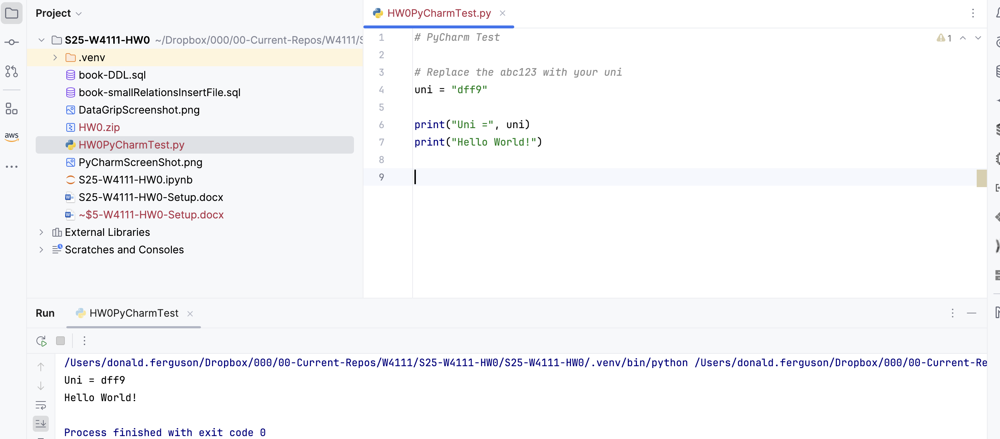 Project
S25-W4111-HW0 ~/Dropbox/000/00-Current-Repos/W4111/
.venv
book-DDL.sql
book-smallRelationsInsertFile.sql
DataGripScreenshot.png
HW0.zip
HW0PyCharmTest.py
PyCharmScreenShot.png
S25-W4111-HW0.ipynb
S25-W4111-HW0-Setup.docx
~$5-W4111-HW0-Setup.docx
External Libraries
Scratches and Consoles
aws
HW0PyCharmTest.py
1 # PyCharm Test
1
2
3 # Replace the abc123 with your uni
4 uni = "dff9"
5
6 print("Uni =", uni)
7 print("Hello World!")
8
9
Run HW0PyCharmTest
/Users/donald.ferguson/Dropbox/000/00-Current-Repos/W4111/S25-W4111-HW0/S25-W4111-HW0/.venv/bin/python /Users/donald.ferguson/Dropbox/000/00-Current-Re
Uni = dff9
Hello World!
Process finished with exit code 0